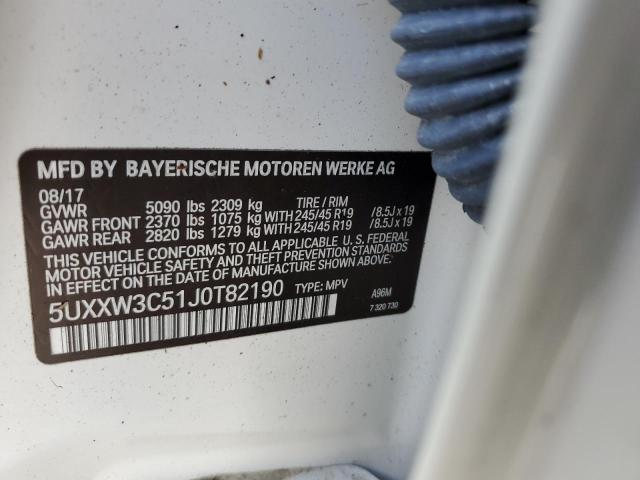 MFD BY BAYERISCHE MOTOREN WERKE AG
08/17
GVWR 5090 lbs 2309 kg TIRE / RIM
GAWR FRONT 2370 lbs 1075 kg WITH 245/45 R19 /8.5J x 19
GAWR REAR 2820 lbs 1279 kg WITH 245/45 R19 /8.5J x 19
THIS VEHICLE CONFORMS TO ALL APPLICABLE U.S. FEDERAL
MOTOR VEHICLE SAFETY AND THEFT PREVENTION STANDARDS
IN EFFECT ON THE DATE OF MANUFACTURE SHOWN ABOVE.
5UXXW3C51J0T82190 TYPE: MPV A96M
7 320 730